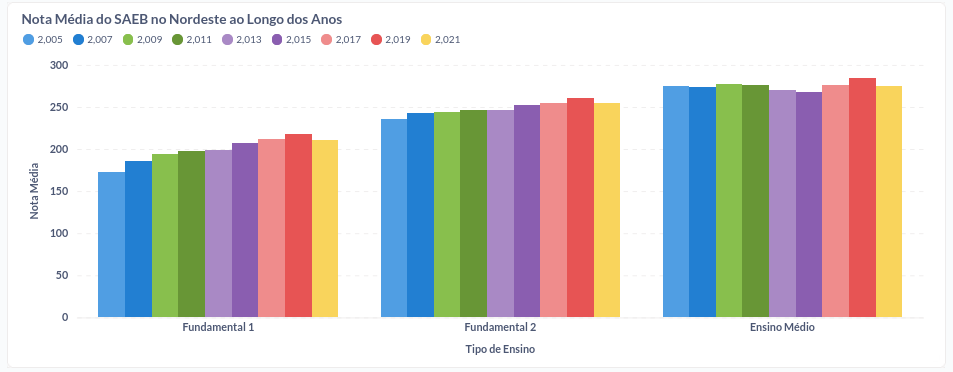 Nota Média do SAEB no Nordeste ao Longo dos Anos
2,005 2,007 2,009 2,011 2,013 2,015 2,017 2,019 2,021
300
250
200
150
100
50
0
Nota Média
Fundamental 1 Fundamental 2 Ensino Médio
Tipo de Ensino